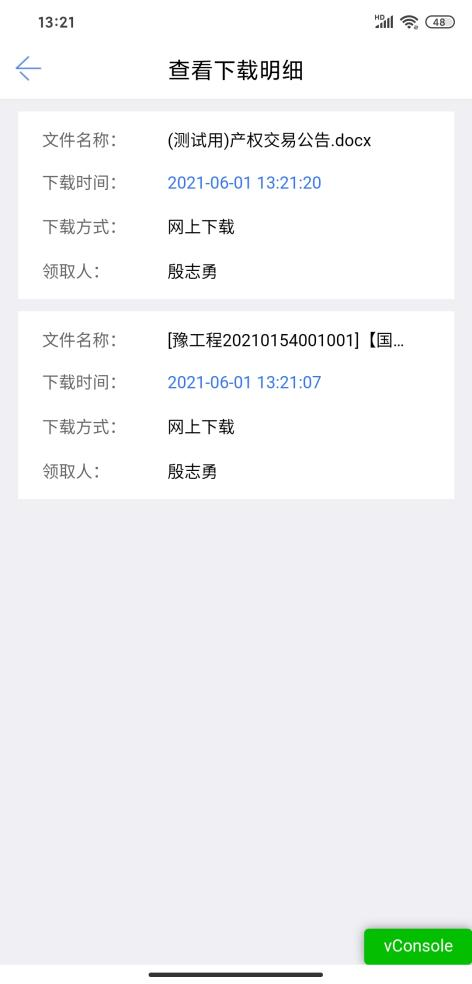 13:21
HD
48
查看下载明细
文件名称： (测试用)产权交易公告.docx
下载时间： 2021-06-01 13:21:20
下载方式： 网上下载
领取人： 殷志勇
文件名称： [豫工程20210154001001]【国...
下载时间： 2021-06-01 13:21:07
下载方式： 网上下载
领取人： 殷志勇
vConsole